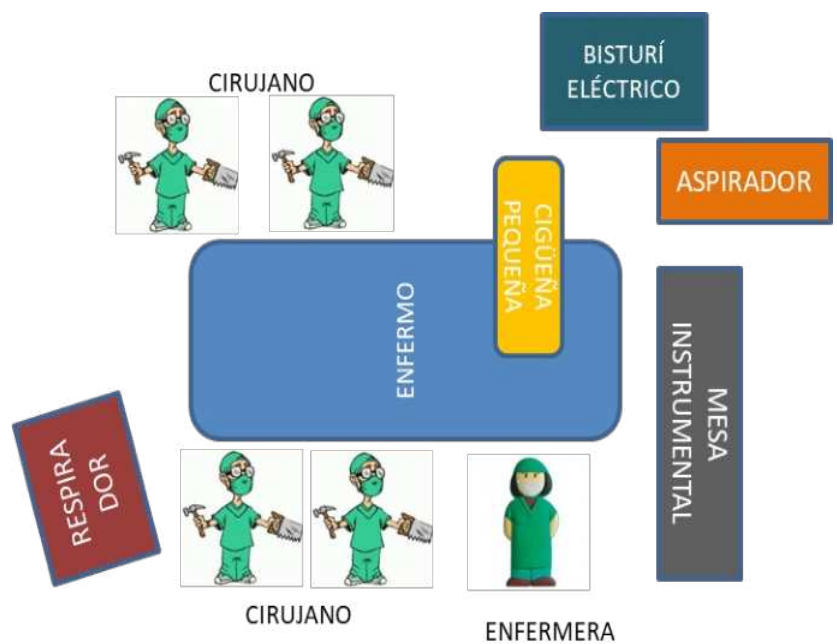 BISTURÍ
ELÉCTRICO
CIRUJANO
ASPIRADOR
CIGÜEÑA
PEQUEÑA
ENFERMO
MESA
INSTRUMENTAL
RESPIRA
DOR
CIRUJANO
ENFERMERA